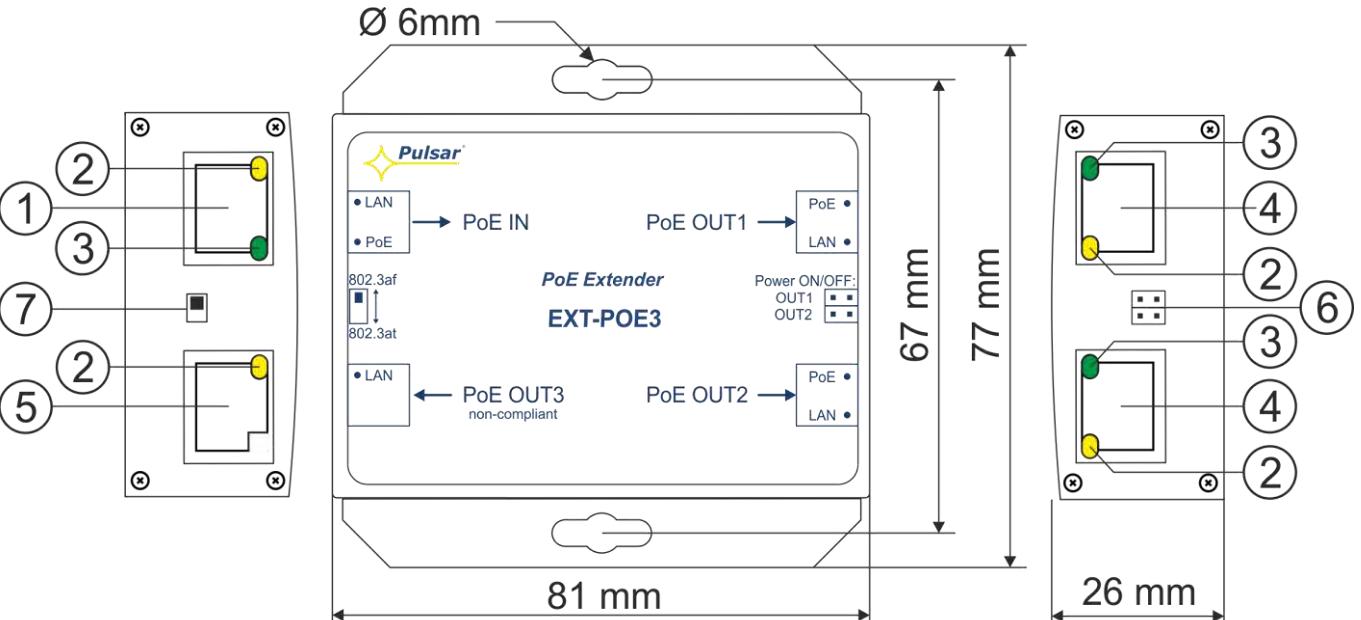 Ø 6mm
2
1
3
7
2
5
Pulsar
LAN
PoE
PoE IN
PoE OUT1
PoE
LAN
802.3af
802.3at
PoE Extender
EXT-POE3
Power ON/OFF:
OUT1
OUT2
LAN
PoE OUT3
non-compliant
PoE OUT2
PoE
LAN
67 mm
77 mm
3
4
2
6
3
4
2
81 mm
26 mm